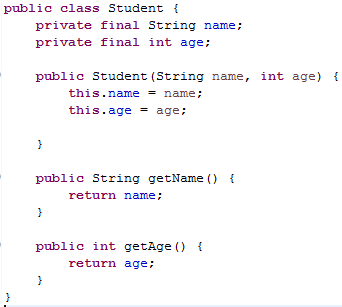 public class Student {
    private final String name;
    private final int age;

    public Student(String name, int age) {
        this.name = name;
        this.age = age;

    }

    public String getName() {
        return name;
    }

    public int getAge() {
        return age;
    }
}